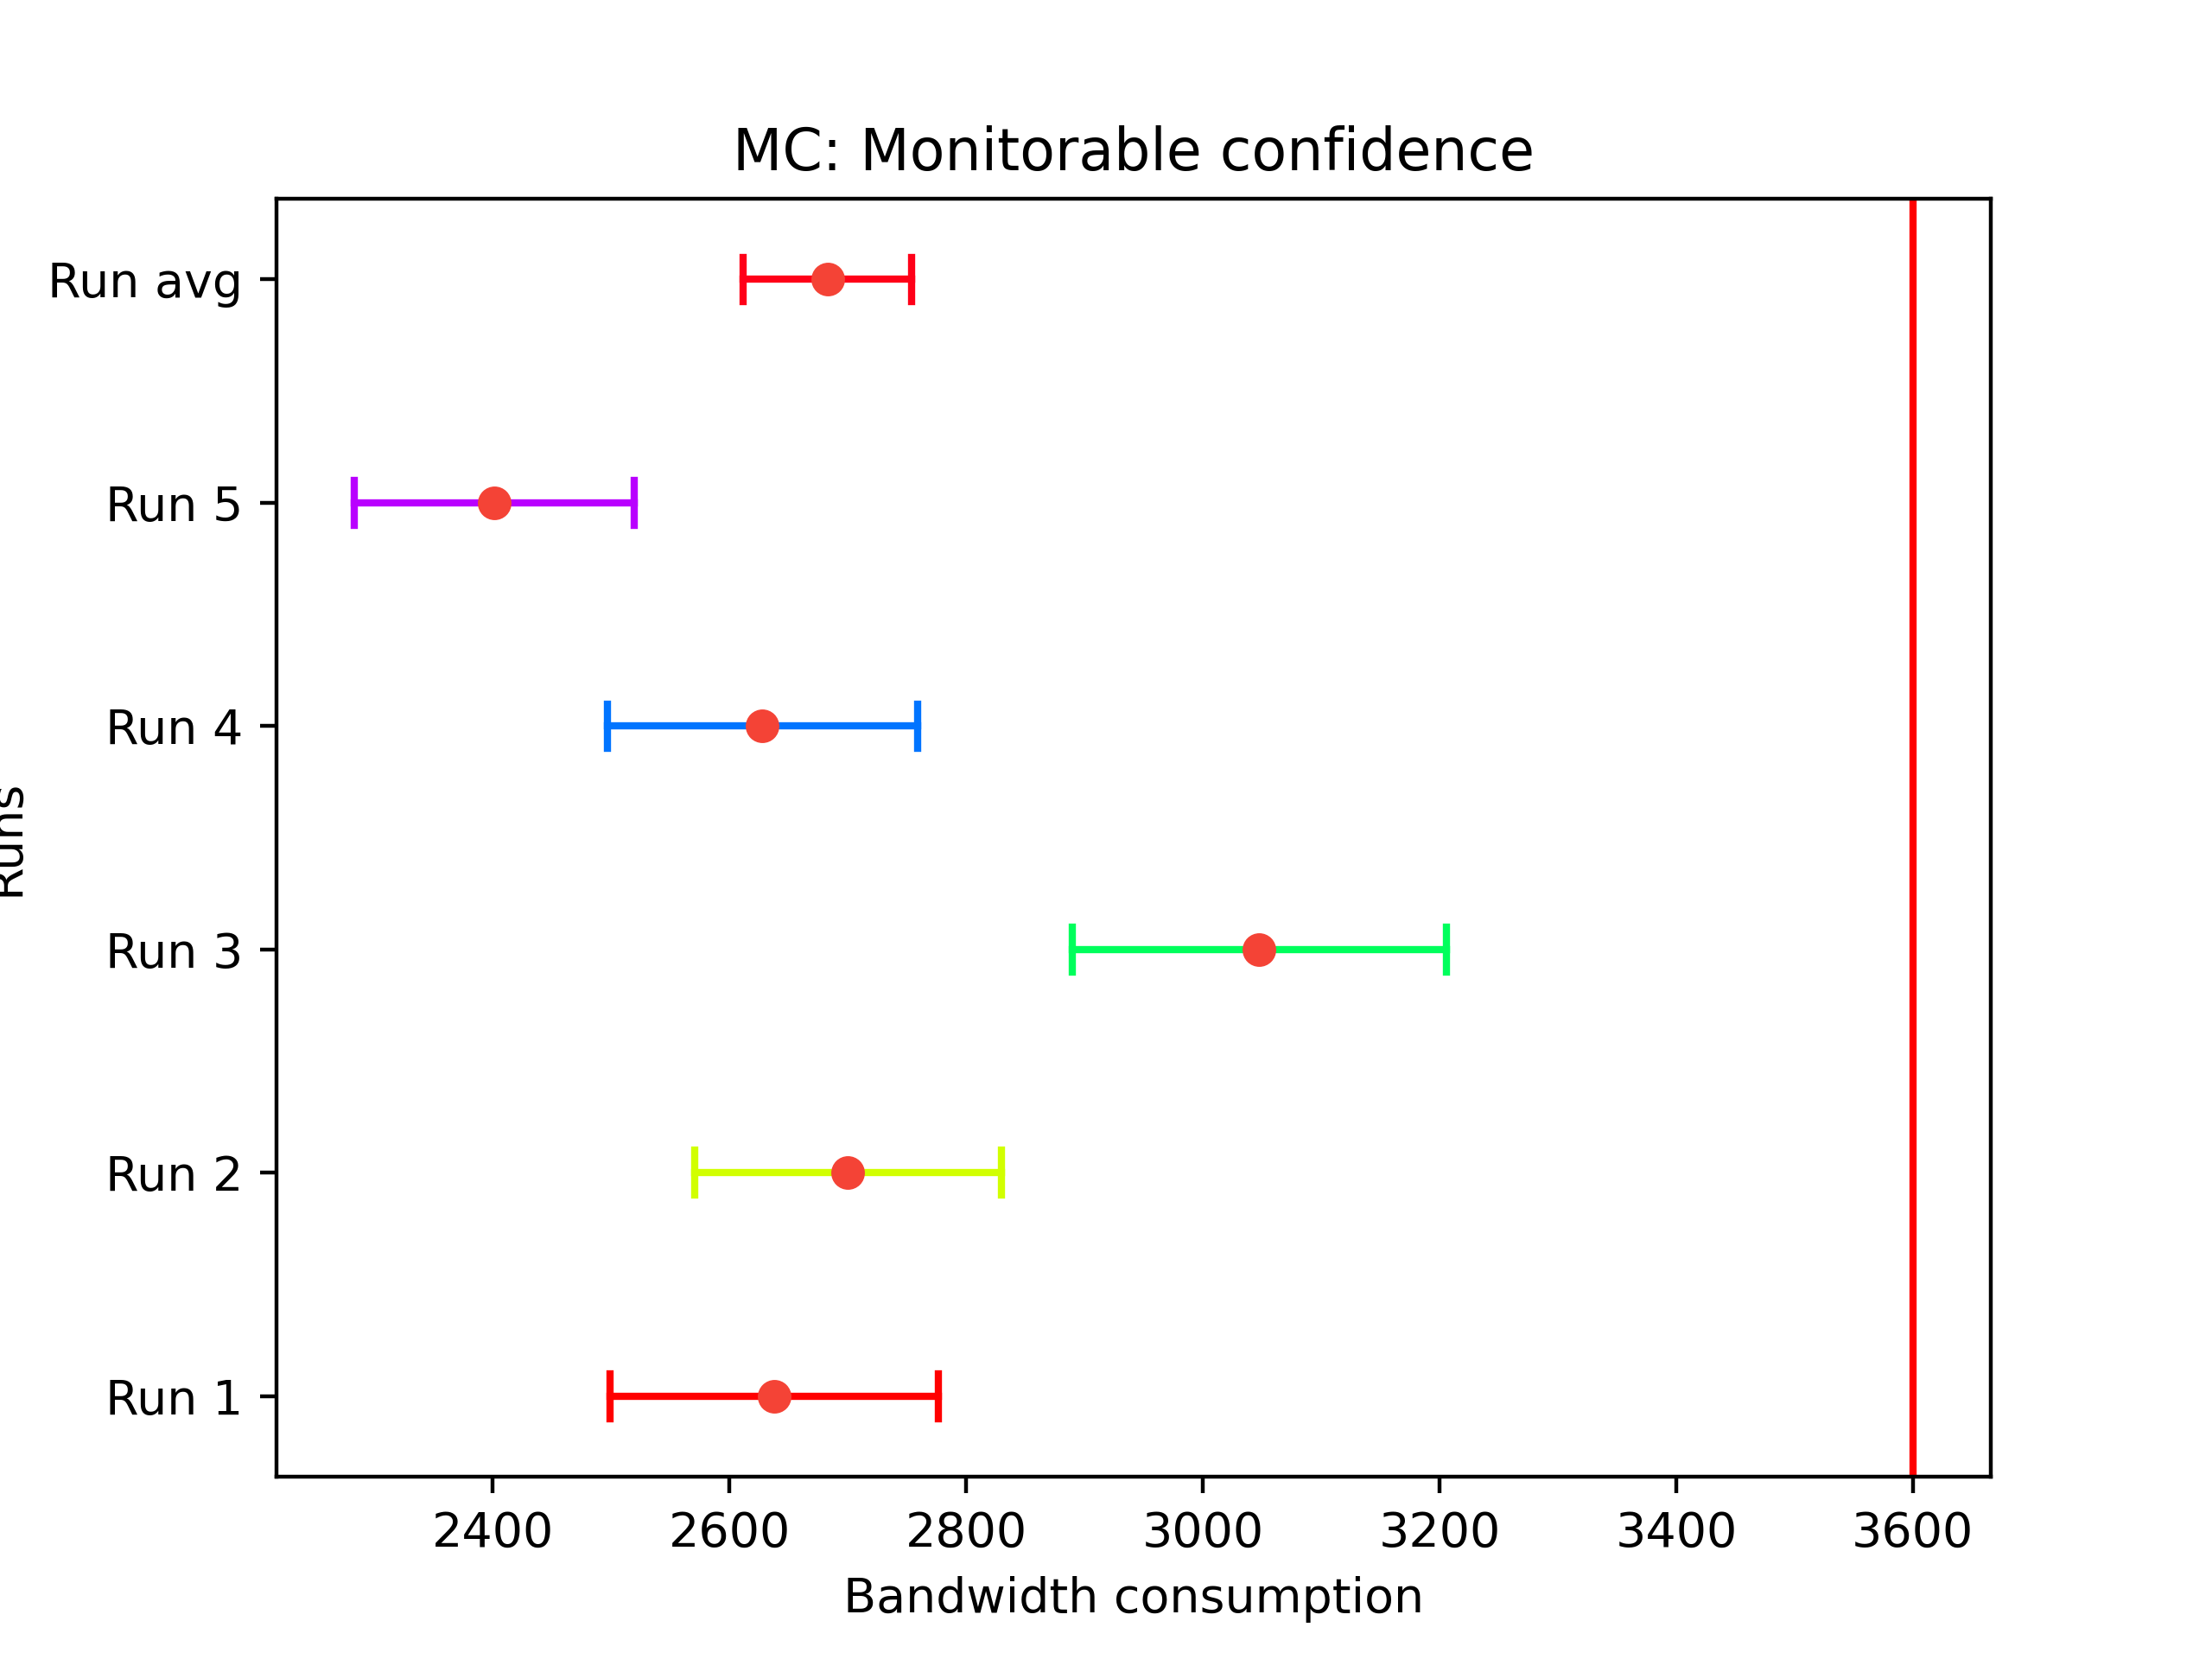 MC: Monitorable confidence
Run avg
Run 5
Run 4
Run 3
Run 2
Run 1
Runs
2400 2600 2800 3000 3200 3400 3600
Bandwidth consumption